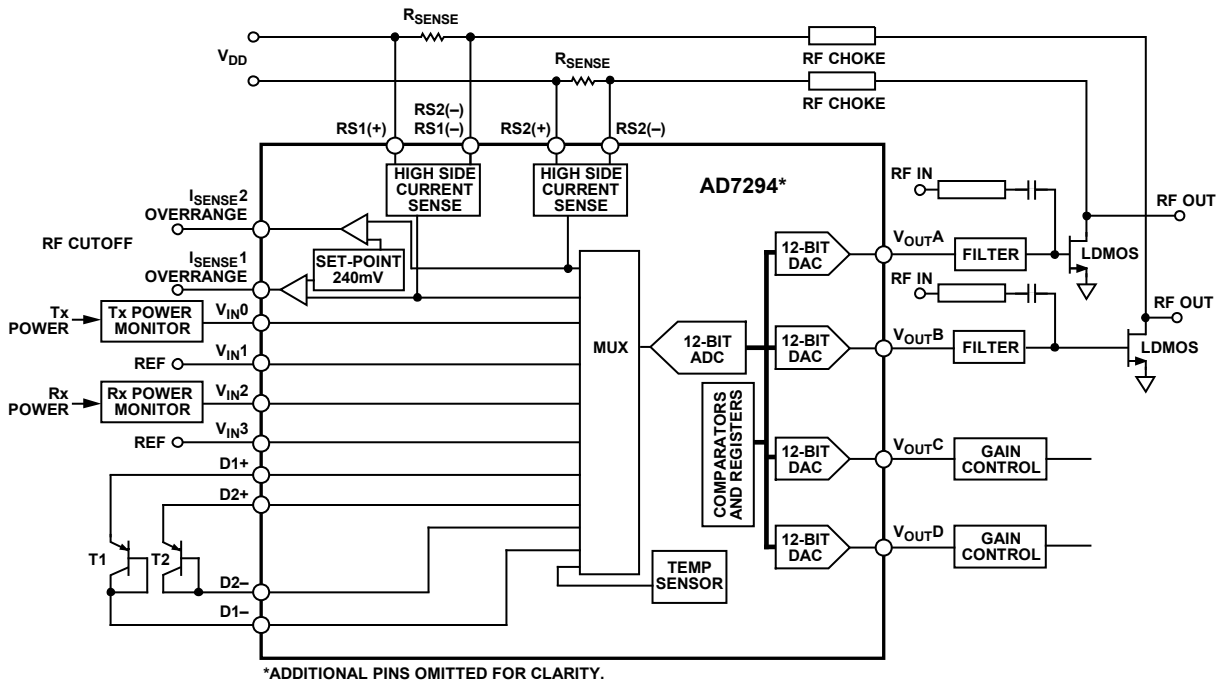 RSENSE
VDD
RF CHOKE
RSENSE
RF CHOKE
RS2(–)
RS1(+)
RS1(–)
RS2(+)
RS2(–)
HIGH SIDE
CURRENT
SENSE
HIGH SIDE
CURRENT
SENSE
AD7294*
RF IN
RF OUT
ISENSE2
OVERRANGE
RF CUTOFF
SET-POINT
240mV
ISENSE1
OVERRANGE
12-BIT
DAC
VOUTA
FILTER
LDMOS
RF IN
RF OUT
Tx
POWER
Tx POWER
MONITOR
VIN0
REF
VIN1
MUX
12-BIT
ADC
12-BIT
DAC
VOUTB
FILTER
LDMOS
Rx
POWER
Rx POWER
MONITOR
VIN2
REF
VIN3
COMPARATORS
AND REGISTERS
12-BIT
DAC
VOUTC
GAIN
CONTROL
D1+
D2+
T1
T2
12-BIT
DAC
VOUTD
GAIN
CONTROL
TEMP
SENSOR
D2–
D1–
*ADDITIONAL PINS OMITTED FOR CLARITY.